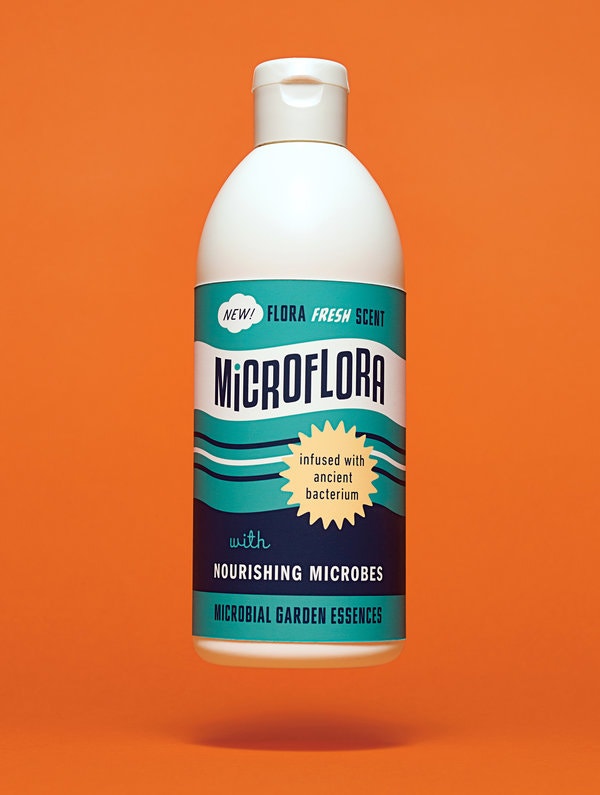 NEW! FLORA FRESH SCENT
MiCROFLORA
infused with
ancient
bacterium
with
NOURISHING MICROBES
MICROBIAL GARDEN ESSENCES